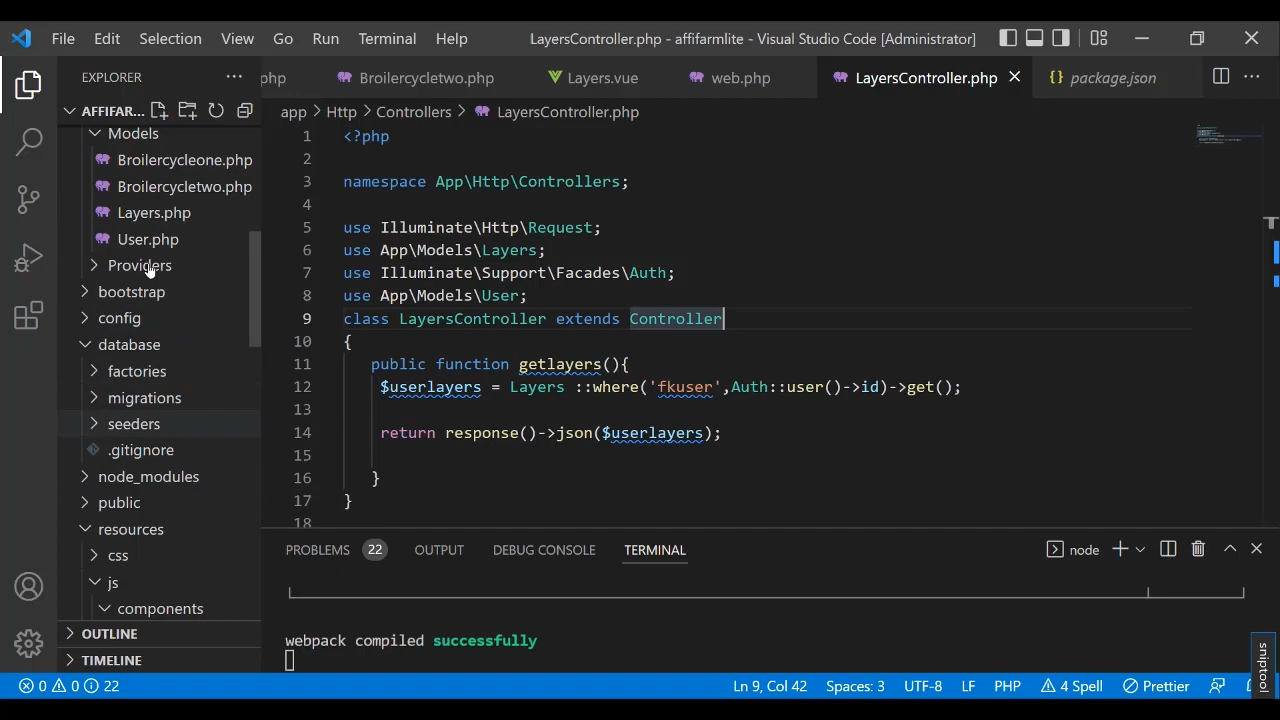 File Edit Selection View Go Run Terminal Help LayersController.php - affifarmlite - Visual Studio Code [Administrator]
EXPLORER ...
php Broilercycletwo.php Layers.vue web.php LayersController.php package.json ...
AFFIFAR...
app > Http > Controllers > LayersController.php
Models
Broilercycleone.php
Broilercycletwo.php
Layers.php
User.php
Providers
bootstrap
config
database
factories
migrations
seeders
.gitignore
node_modules
public
resources
css
js
components
OUTLINE
TIMELINE
1 <?php
2
3 namespace App\Http\Controllers;
4
5 use Illuminate\Http\Request;
6 use App\Models\Layers;
7 use Illuminate\Support\Facades\Auth;
8 use App\Models\User;
9 class LayersController extends Controller
10 {
11 public function getlayers(){
12 $userlayers = Layers ::where('fkuser',Auth::user()->id)->get();
13
14 return response()->json($userlayers);
15
16 }
17 }
18
PROBLEMS 22 OUTPUT DEBUG CONSOLE TERMINAL node
webpack compiled successfully
sniptool
0 0 22 Ln 9, Col 42 Spaces: 3 UTF-8 LF PHP 4 Spell Prettier